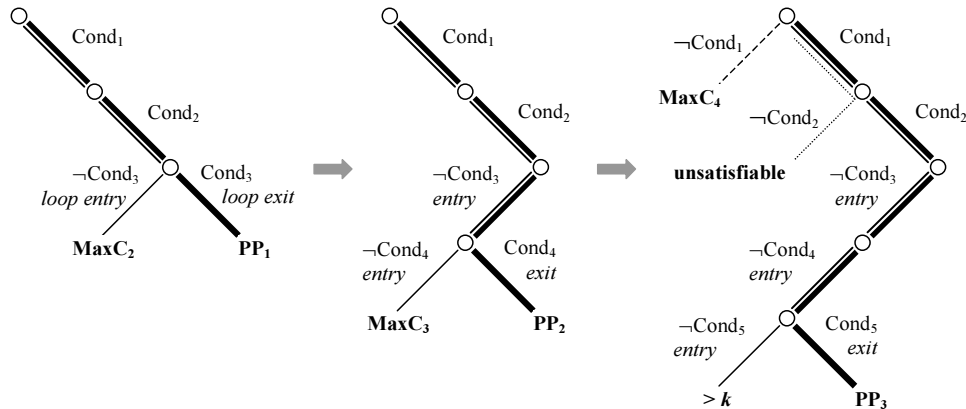 Cond₁
Cond₂
¬Cond₃
loop entry
Cond₃
loop exit
MaxC₂
PP₁
Cond₁
Cond₂
¬Cond₃
entry
¬Cond₄
entry
Cond₄
exit
MaxC₃
PP₂
¬Cond₁
Cond₁
MaxC₄
¬Cond₂
Cond₂
unsatisfiable
¬Cond₃
entry
¬Cond₄
entry
¬Cond₅
entry
Cond₅
exit
> k
PP₃